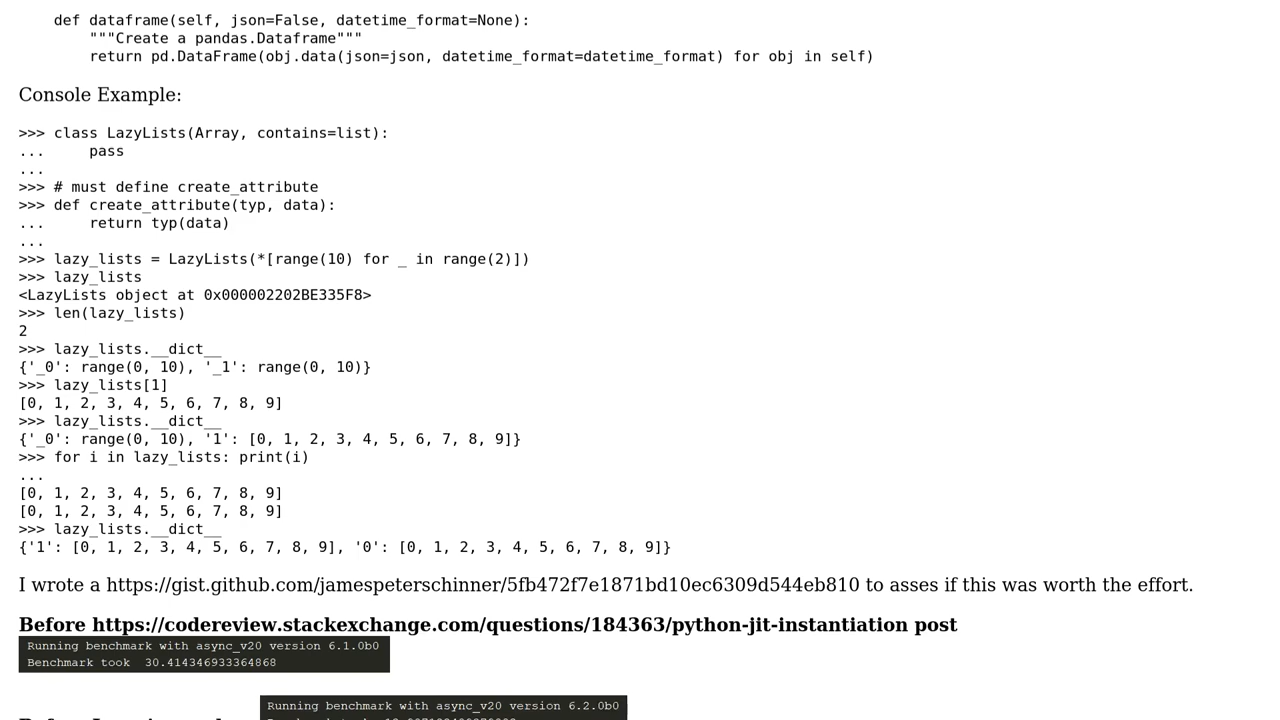 def dataframe(self, json=False, datetime_format=None):
"""Create a pandas.Dataframe"""
return pd.DataFrame(obj.data(json=json, datetime_format=datetime_format) for obj in self)
Console Example:
>>> class LazyLists(Array, contains=list):
...     pass
...
>>> # must define create_attribute
>>> def create_attribute(typ, data):
...     return typ(data)
...
>>> lazy_lists = LazyLists(*[range(10) for _ in range(2)])
>>> lazy_lists
<LazyLists object at 0x000002202BE335F8>
>>> len(lazy_lists)
2
>>> lazy_lists.__dict__
{'_0': range(0, 10), '_1': range(0, 10)}
>>> lazy_lists[1]
[0, 1, 2, 3, 4, 5, 6, 7, 8, 9]
>>> lazy_lists.__dict__
{'_0': range(0, 10), '1': [0, 1, 2, 3, 4, 5, 6, 7, 8, 9]}
>>> for i in lazy_lists: print(i)
...
[0, 1, 2, 3, 4, 5, 6, 7, 8, 9]
[0, 1, 2, 3, 4, 5, 6, 7, 8, 9]
>>> lazy_lists.__dict__
{'1': [0, 1, 2, 3, 4, 5, 6, 7, 8, 9], '0': [0, 1, 2, 3, 4, 5, 6, 7, 8, 9]}
I wrote a https://gist.github.com/jamespeterschinner/5fb472f7e1871bd10ec6309d544eb810 to asses if this was worth the effort.
Before https://codereview.stackexchange.com/questions/184363/python-jit-instantiation post
Running benchmark with async_v20 version 6.1.0b0
Benchmark took  30.414346933364868
Running benchmark with async_v20 version 6.2.0b0